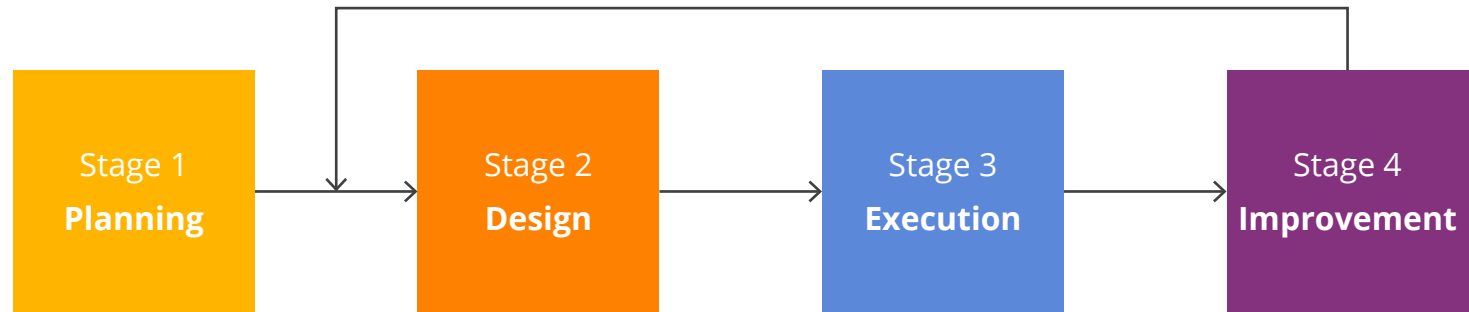 Stage 1
Planning
Stage 2
Design
Stage 3
Execution
Stage 4
Improvement